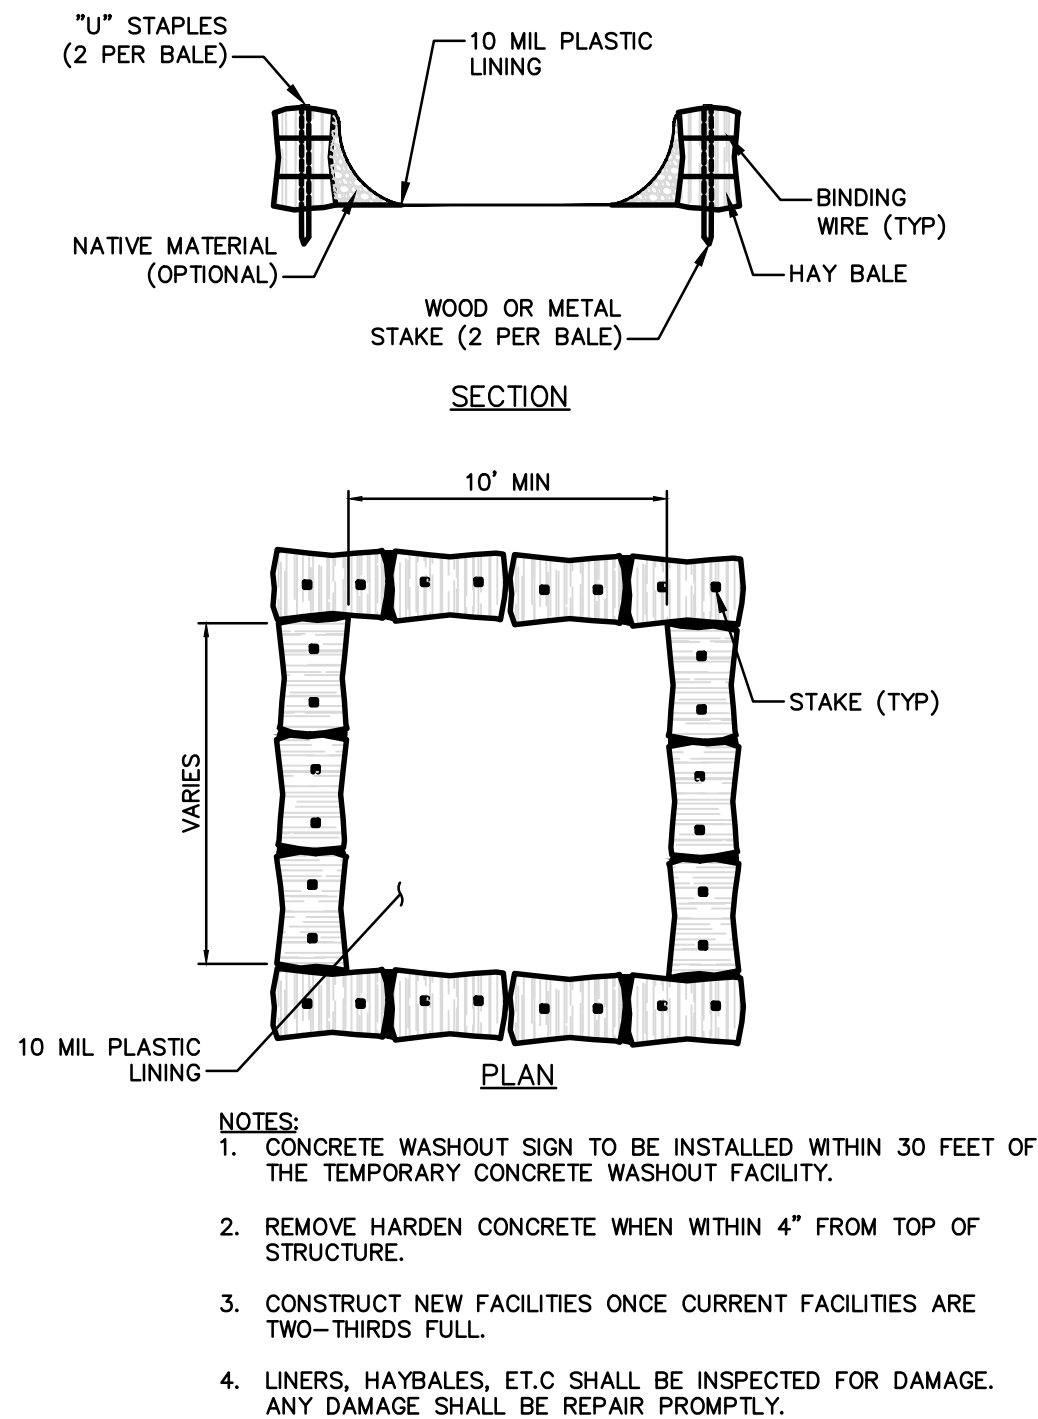 "U" STAPLES
(2 PER BALE)
10 MIL PLASTIC
LINING
BINDING
WIRE (TYP)
NATIVE MATERIAL
(OPTIONAL)
HAY BALE
WOOD OR METAL
STAKE (2 PER BALE)
SECTION
10' MIN
STAKE (TYP)
VARIES
10 MIL PLASTIC
LINING
PLAN
NOTES:
1. CONCRETE WASHOUT SIGN TO BE INSTALLED WITHIN 30 FEET OF
THE TEMPORARY CONCRETE WASHOUT FACILITY.
2. REMOVE HARDEN CONCRETE WHEN WITHIN 4" FROM TOP OF
STRUCTURE.
3. CONSTRUCT NEW FACILITIES ONCE CURRENT FACILITIES ARE
TWO-THIRDS FULL.
4. LINERS, HAYBALES, ET.C SHALL BE INSPECTED FOR DAMAGE.
ANY DAMAGE SHALL BE REPAIR PROMPTLY.